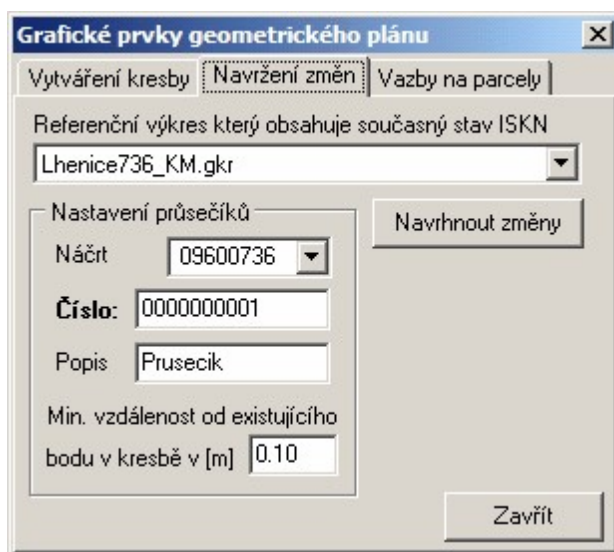 Grafické prvky geometrického plánu
Vytváření kresby Navržení změn Vazby na parcely
Referenční výkres který obsahuje současný stav ISKN
Lhenice736_KM.gkr
Nastavení průsečíků
Navrhnout změny
Náčrt 09600736
Číslo: 0000000001
Popis Prusecik
Min. vzdálenost od existujícího
bodu v kresbě v [m] 0.10
Zavřít